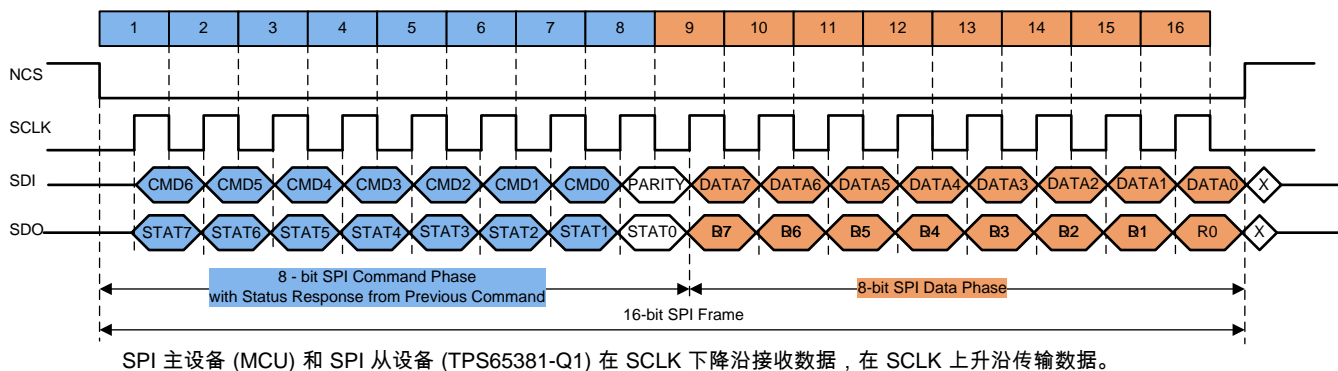 1 2 3 4 5 6 7 8 9 10 11 12 13 14 15 16
NCS
SCLK
SDI CMD6 CMD5 CMD4 CMD3 CMD2 CMD1 CMD0 PARITY DATA7 DATA6 DATA5 DATA4 DATA3 DATA2 DATA1 DATA0 X
SDO STAT7 STAT6 STAT5 STAT4 STAT3 STAT2 STAT1 STAT0 R7 R6 R5 R4 R3 R2 R1 R0 X
8 - bit SPI Command Phase
with Status Response from Previous Command
8-bit SPI Data Phase
16-bit SPI Frame
SPI 主设备 (MCU) 和 SPI 从设备 (TPS65381-Q1) 在 SCLK 下降沿接收数据，在 SCLK 上升沿传输数据。